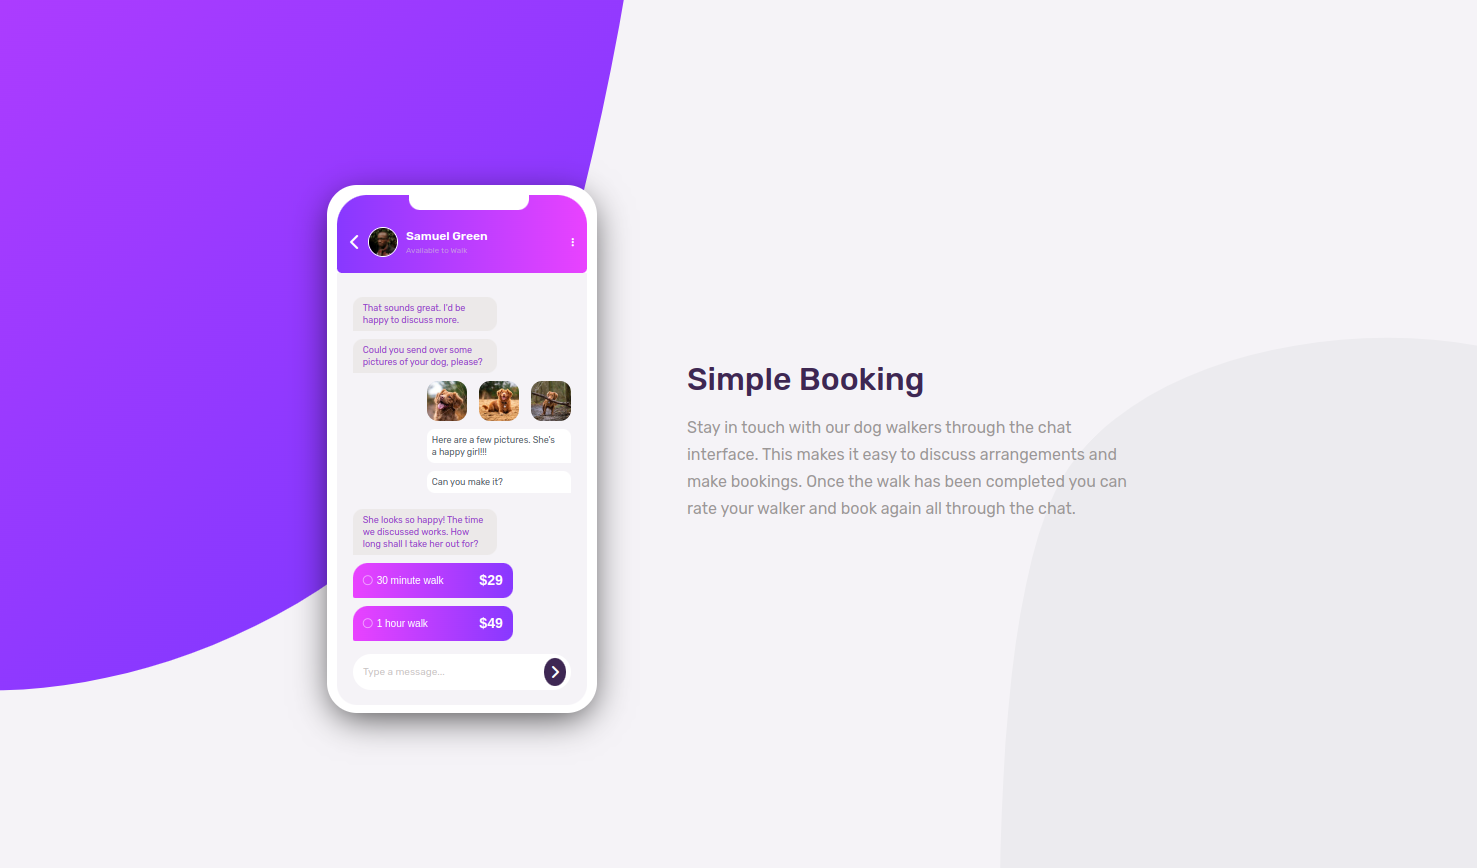 Samuel Green
Available to Walk
That sounds great. I'd be
happy to discuss more.
Could you send over some
pictures of your dog, please?
Here are a few pictures. She's
a happy girl!!!
Can you make it?
She looks so happy! The time
we discussed works. How
long shall I take her out for?
30 minute walk $29
1 hour walk $49
Type a message...
Simple Booking
Stay in touch with our dog walkers through the chat
interface. This makes it easy to discuss arrangements and
make bookings. Once the walk has been completed you can
rate your walker and book again all through the chat.